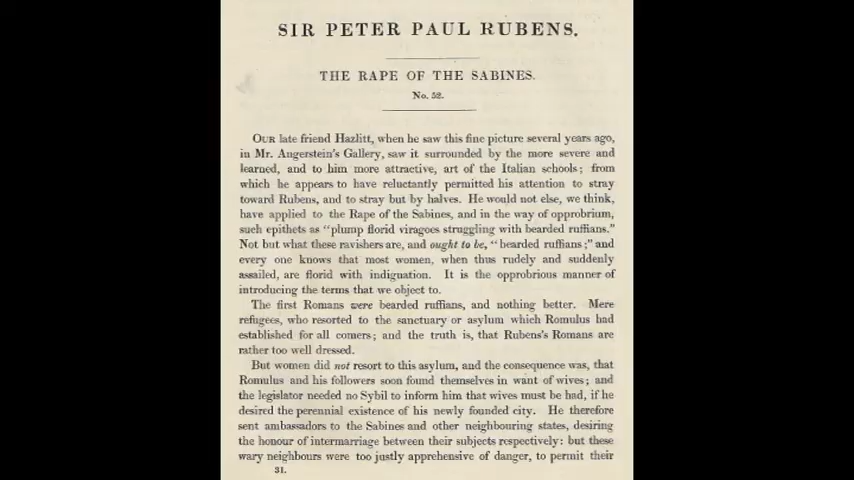 SIR PETER PAUL RUBENS.
THE RAPE OF THE SABINES.
No. 52.
OUR late friend Hazlitt, when he saw this fine picture several years ago,
in Mr. Angerstein's Gallery, saw it surrounded by the more severe and
learned, and to him more attractive, art of the Italian schools; from
which he appears to have reluctantly permitted his attention to stray
toward Rubens, and to stray but by halves. He would not else, we think,
have applied to the Rape of the Sabines, and in the way of opprobrium,
such epithets as "plump florid viragoes struggling with bearded ruffians."
Not but what these ravishers are, and ought to be, "bearded ruffians;" and
every one knows that most women, when thus rudely and suddenly
assailed, are florid with indignation. It is the opprobrious manner of
introducing the terms that we object to.
The first Romans were bearded ruffians, and nothing better. Mere
refugees, who resorted to the sanctuary or asylum which Romulus had
established for all comers; and the truth is, that Rubens's Romans are
rather too well dressed.
But women did not resort to this asylum, and the consequence was, that
Romulus and his followers soon found themselves in want of wives; and
the legislator needed no Sybil to inform him that wives must be had, if he
desired the perennial existence of his newly founded city. He therefore
sent ambassadors to the Sabines and other neighbouring states, desiring
the honour of intermarriage between their subjects respectively: but these
wary neighbours were too justly apprehensive of danger, to permit their
31.